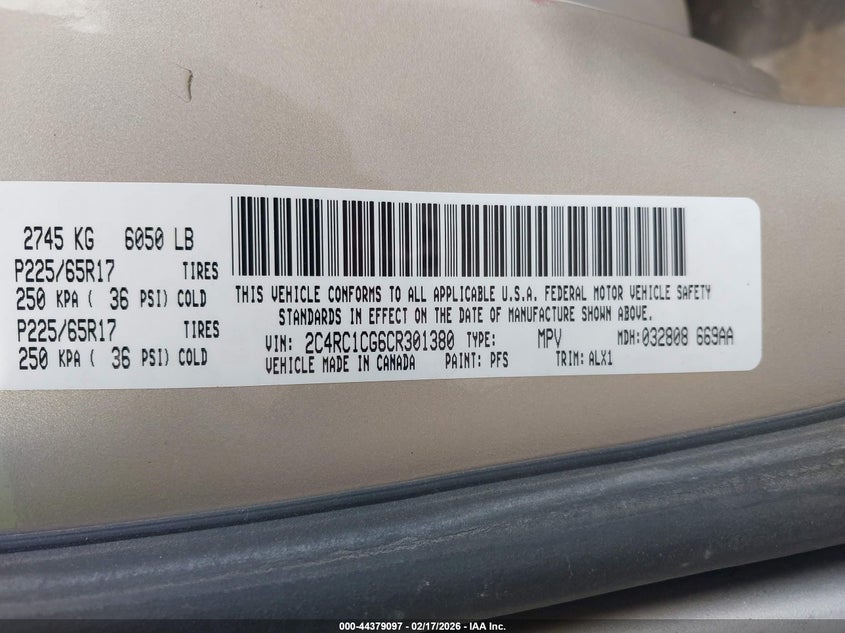 2745 KG 6050 LB
P225/65R17 TIRES
250 KPA ( 36 PSI) COLD
P225/65R17 TIRES
250 KPA ( 36 PSI) COLD
THIS VEHICLE CONFORMS TO ALL APPLICABLE U.S.A. FEDERAL MOTOR VEHICLE SAFETY
STANDARDS IN EFFECT ON THE DATE OF MANUFACTURE SHOWN ABOVE.
VIN: 2C4RC1CG6CR301380 TYPE: MPV MDH:032808 669AA
VEHICLE MADE IN CANADA PAINT: PFS TRIM: ALX1
000-44379097 - 02/17/2026 - IAA Inc.